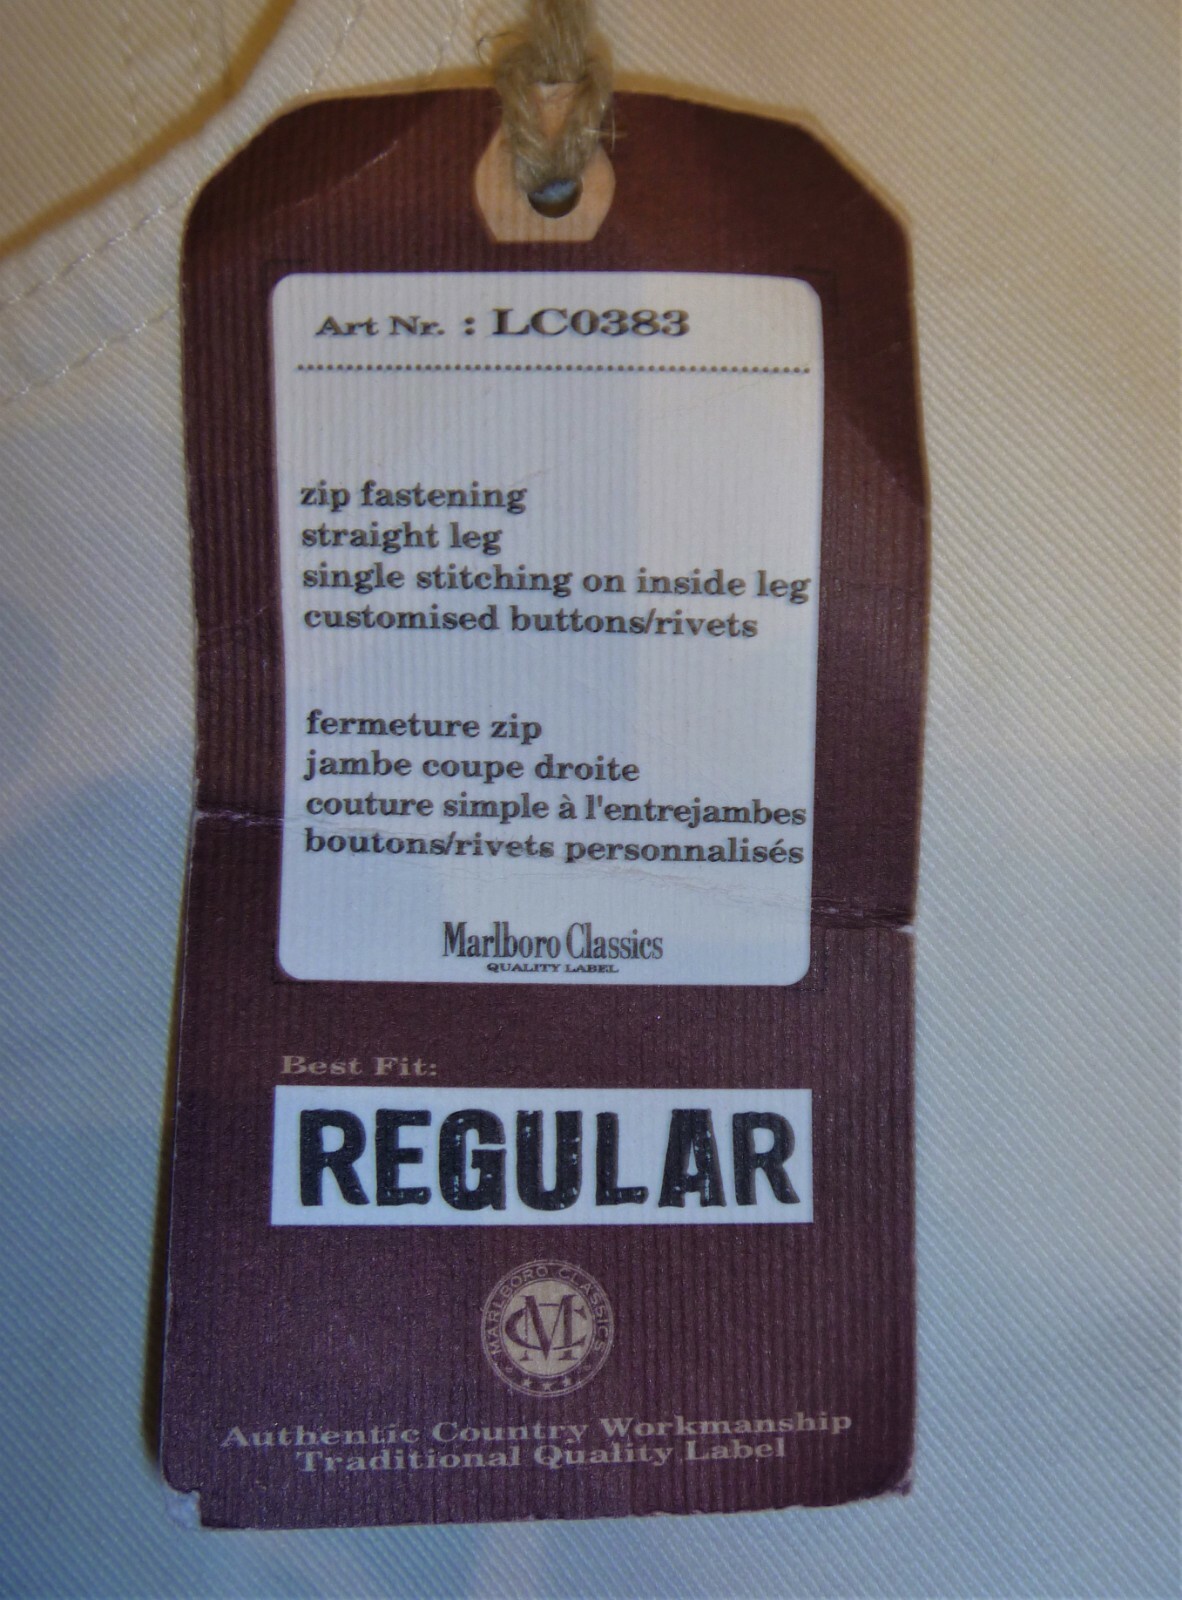 Art Nr. : LC0383
zip fastening
straight leg
single stitching on inside leg
customised buttons/rivets
fermeture zip
jambe coupe droite
couture simple à l'entrejambes
boutons/rivets personnalisés
Marlboro Classics
QUALITY LABEL
Best Fit:
REGULAR
MARLBORO CLASSICS
MC
Authentic Country Workmanship
Traditional Quality Label